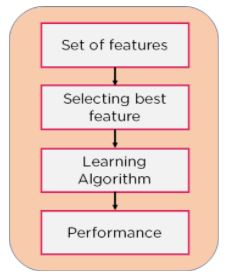 Set of features
Selecting best
feature
Learning
Algorithm
Performance